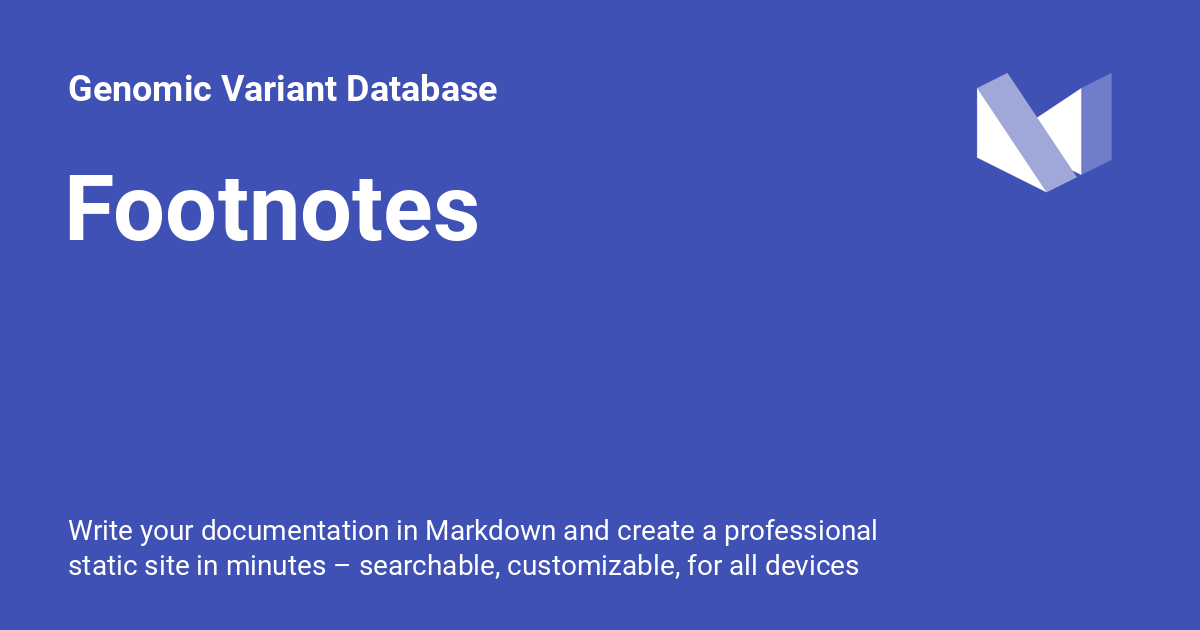 Genomic Variant Database
Footnotes
Write your documentation in Markdown and create a professional
static site in minutes – searchable, customizable, for all devices